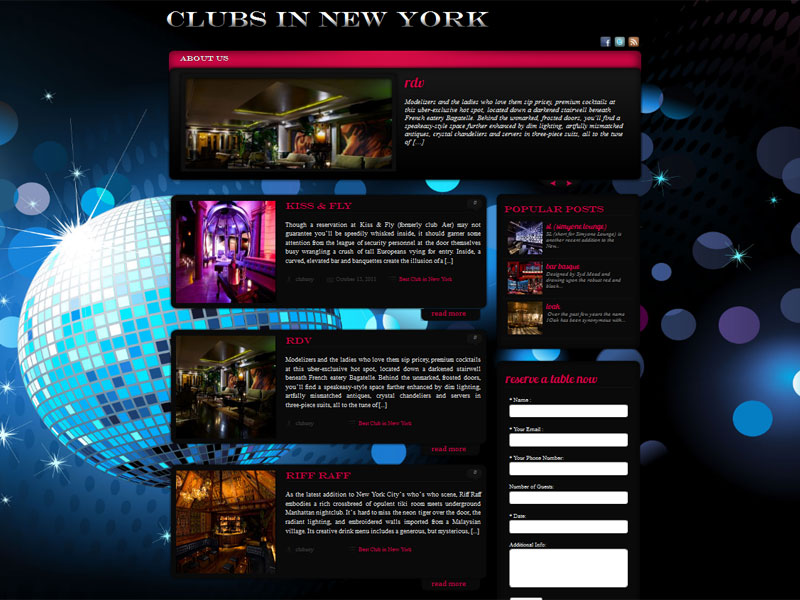 CLUBS IN NEW YORK
ABOUT US
rdv
Modelizers and the ladies who love them sip pricey, premium cocktails at
this uber-exclusive hot spot, located down a darkened stairwell beneath
French eatery Bagatelle. Behind the unmarked, frosted doors, you'll find a
speakeasy-style space further enhanced by dim lighting, artfully mismatched
antiques, crystal chandeliers and servers in three-piece suits, all to the tune
of [...]
KISS & FLY
Though a reservation at Kiss & Fly (formerly club Aer) may not
guarantee you'll be speedily whisked inside, it should garner some
attention from the league of security personnel at the door themselves
busy wrangling a crush of tall Europeans vying for entry. Inside, a
curved, elevated bar and banquettes create the illusion of a [...]
clubsny October 13, 2011 Best Club in New York
read more
RDV
Modelizers and the ladies who love them sip pricey, premium cocktails
at this uber-exclusive hot spot, located down a darkened stairwell
beneath French eatery Bagatelle. Behind the unmarked, frosted doors,
you'll find a speakeasy-style space further enhanced by dim lighting,
artfully mismatched antiques, crystal chandeliers and servers in
three-piece suits, all to the tune of [...]
clubsny Best Club in New York
read more
RIFF RAFF
As the latest addition to New York City's who's who scene, Riff Raff
embodies a rich crossbreed of opulent tiki room meets underground
Manhattan nightclub. It's hard to miss the neon tiger over the door, the
radiant lighting, and embroidered walls imported from a Malaysian
village. Its creative drink menu includes a generous, but mysterious, [...]
clubsny Best Club in New York
read more
POPULAR POSTS
sl (simyone lounge)
SL (short for Simyone Lounge) is
another recent addition to the
New...
bar basque
Designed by Syd Mead and
drawing upon the robust red and
black...
1oak
Over the past few years the name
1Oak has been synonymous with...
reserve a table now
* Name :
* Your Email :
* Your Phone Number:
Number of Guests:
* Date:
Additional Info: